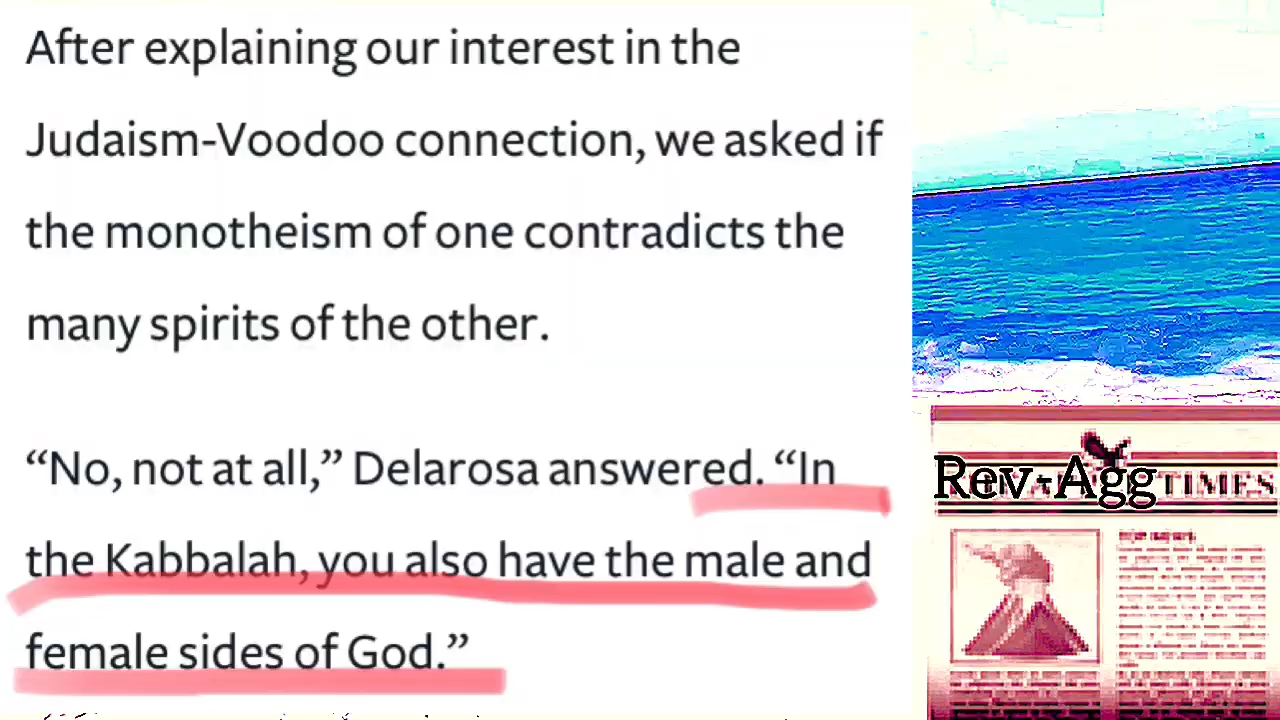 After explaining our interest in the
Judaism-Voodoo connection, we asked if
the monotheism of one contradicts the
many spirits of the other.
“No, not at all,” Delarosa answered. “In
the Kabbalah, you also have the male and
female sides of God.”
Rev-Agg
TIMES